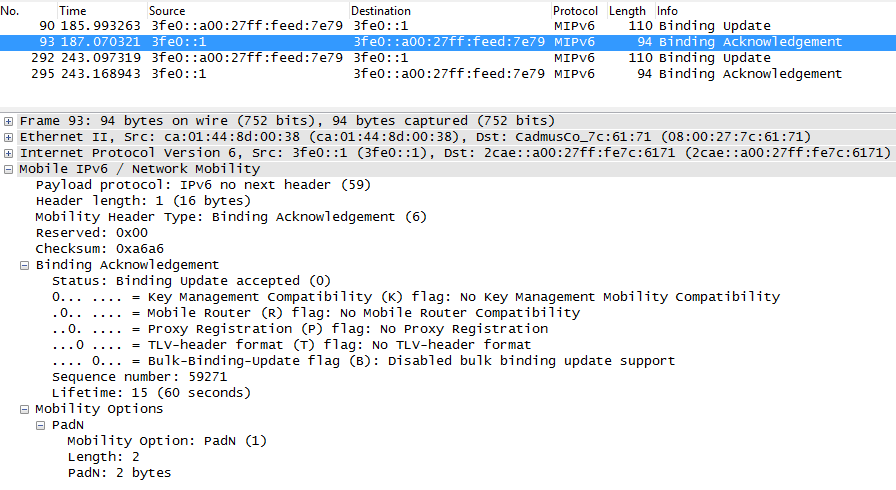 No. Time Source Destination Protocol Length Info
90 185.993263 3fe0::a00:27ff:feed:7e79 3fe0::1 MIPv6 110 Binding Update
93 187.070321 3fe0::1 3fe0::a00:27ff:feed:7e79 MIPv6 94 Binding Acknowledgement
292 243.097319 3fe0::a00:27ff:feed:7e79 3fe0::1 MIPv6 110 Binding Update
295 243.168943 3fe0::1 3fe0::a00:27ff:feed:7e79 MIPv6 94 Binding Acknowledgement
Frame 93: 94 bytes on wire (752 bits), 94 bytes captured (752 bits)
Ethernet II, Src: ca:01:44:8d:00:38 (ca:01:44:8d:00:38), Dst: CadmusCo_7c:61:71 (08:00:27:7c:61:71)
Internet Protocol Version 6, Src: 3fe0::1 (3fe0::1), Dst: 2cae::a00:27ff:fe7c:6171 (2cae::a00:27ff:fe7c:6171)
Mobile IPv6 / Network Mobility
Payload protocol: IPv6 no next header (59)
Header length: 1 (16 bytes)
Mobility Header Type: Binding Acknowledgement (6)
Reserved: 0x00
Checksum: 0xa6a6
Binding Acknowledgement
Status: Binding Update accepted (0)
0... .... = Key Management Compatibility (K) flag: No Key Management Mobility Compatibility
.0.. .... = Mobile Router (R) flag: No Mobile Router Compatibility
..0. .... = Proxy Registration (P) flag: No Proxy Registration
...0 .... = TLV-header format (T) flag: No TLV-header format
.... 0... = Bulk-Binding-Update flag (B): Disabled bulk binding update support
Sequence number: 59271
Lifetime: 15 (60 seconds)
Mobility Options
PadN
Mobility Option: PadN (1)
Length: 2
PadN: 2 bytes